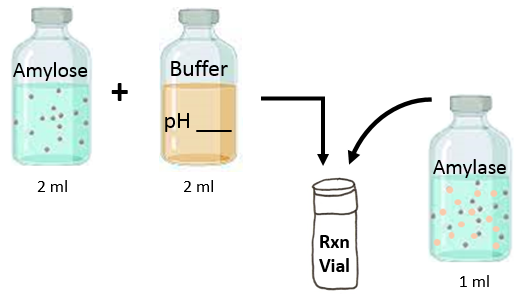 Amylose
+
Buffer
pH ___
2 ml
2 ml
Amylase
Rxn
Vial
1 ml